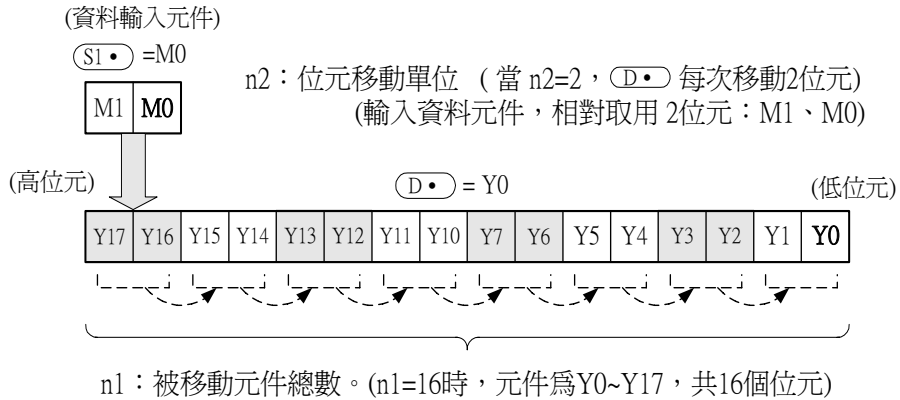 (資料輸入元件)
S1• =M0
n2：位元移動單位 （當 n2=2，D• 每次移動2位元)
M1 M0
(輸入資料元件，相對取用 2位元：M1、M0)
(高位元)
D• = Y0
(低位元)
Y17 Y16 Y15 Y14 Y13 Y12 Y11 Y10 Y7 Y6 Y5 Y4 Y3 Y2 Y1 Y0
n1：被移動元件總數。(n1=16時，元件爲Y0~Y17，共16個位元)